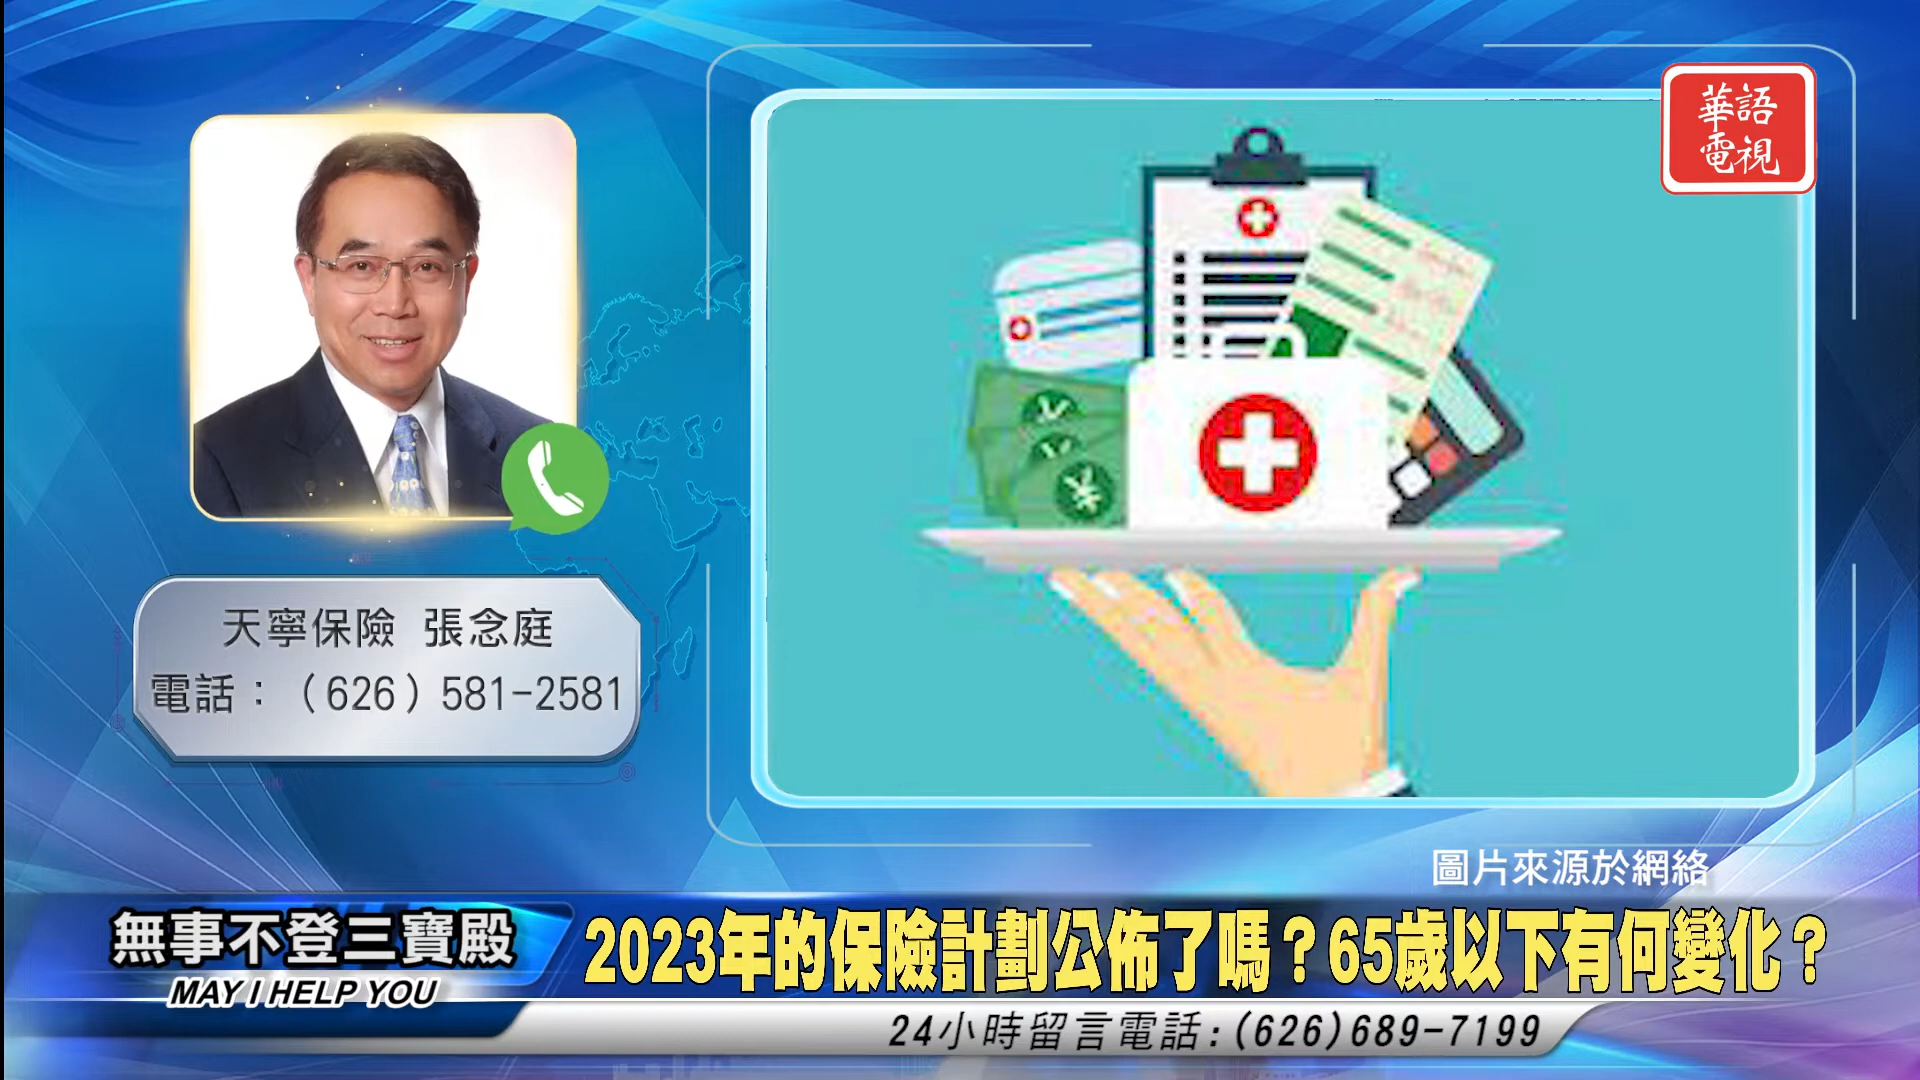 華語
電視
天寧保險 張念庭
電話：（626）581-2581
圖片來源於網絡
無事不登三寶殿
MAY I HELP YOU
2023年的保險計劃公佈了嗎？65歲以下有何變化？
24小時留言電話:(626)689-7199